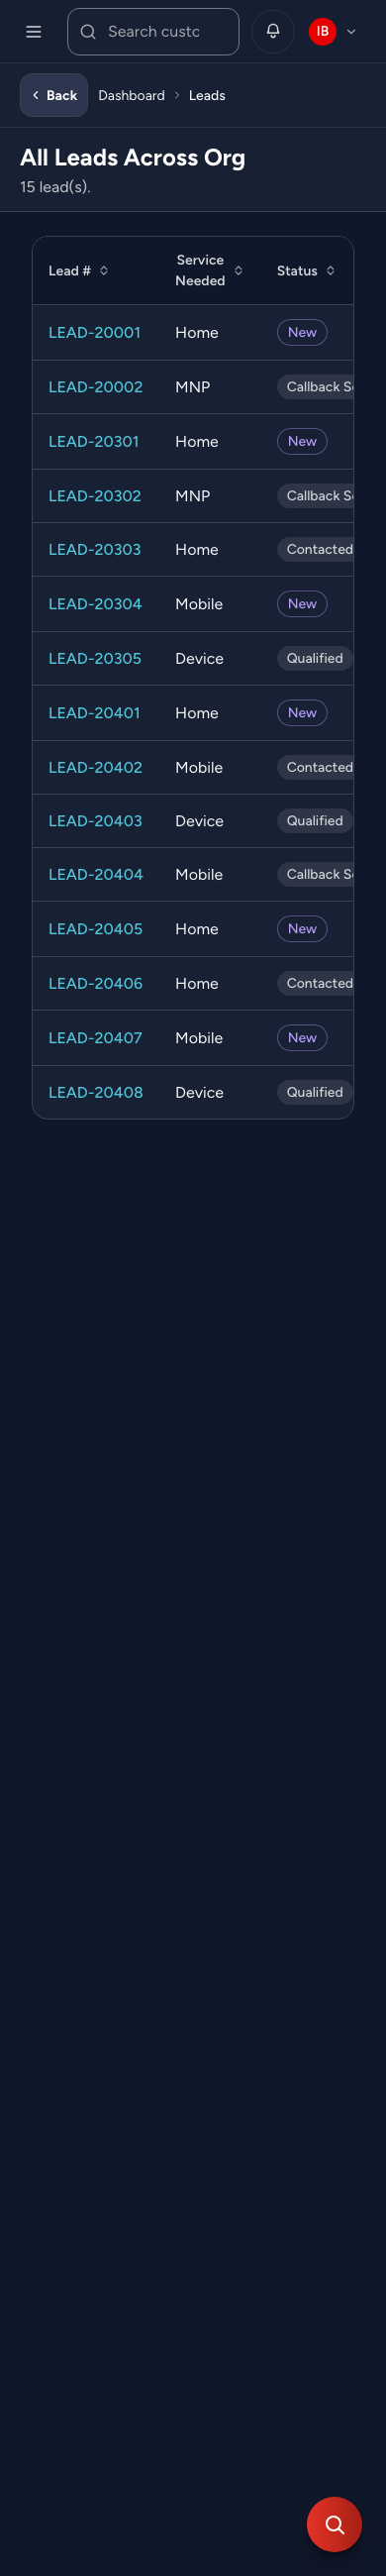 Search custo
IB
Back Dashboard Leads
All Leads Across Org
15 lead(s).
Lead # Service Needed Status
LEAD-20001 Home New
LEAD-20002 MNP Callback Sc
LEAD-20301 Home New
LEAD-20302 MNP Callback Sc
LEAD-20303 Home Contacted
LEAD-20304 Mobile New
LEAD-20305 Device Qualified
LEAD-20401 Home New
LEAD-20402 Mobile Contacted
LEAD-20403 Device Qualified
LEAD-20404 Mobile Callback Sc
LEAD-20405 Home New
LEAD-20406 Home Contacted
LEAD-20407 Mobile New
LEAD-20408 Device Qualified